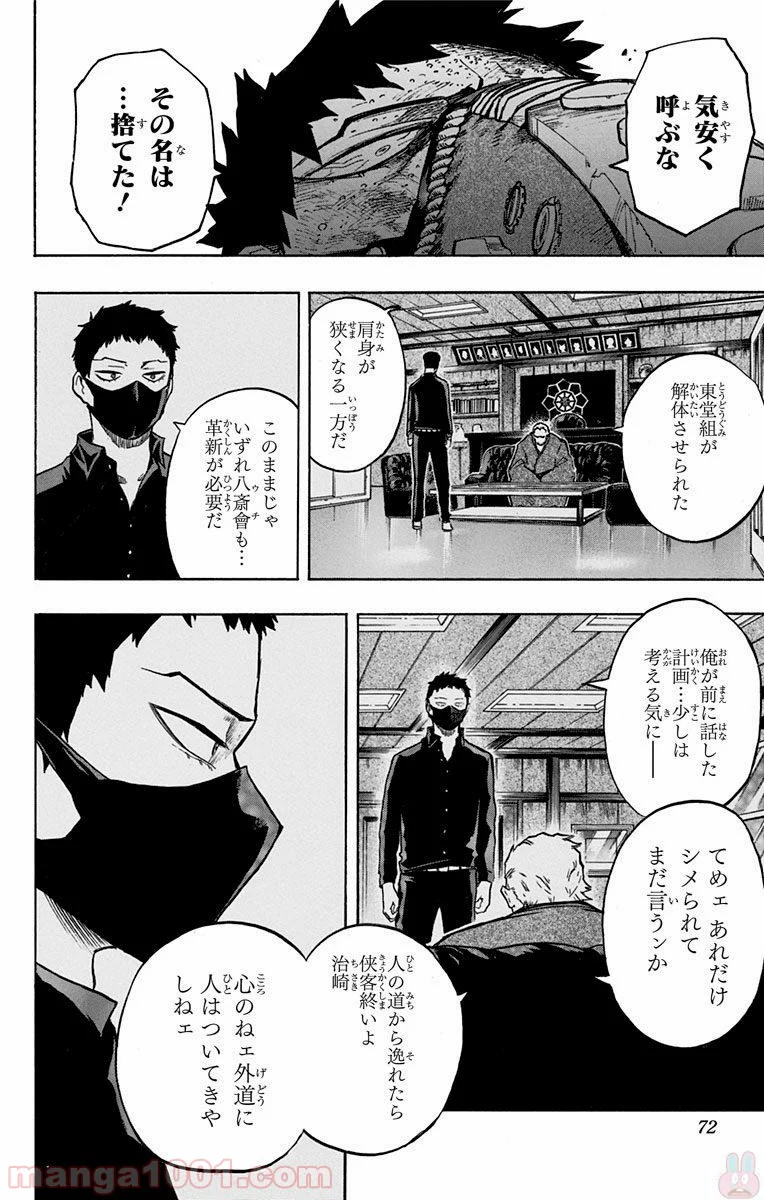 気安く
呼ぶな
その名は
…捨てた！
東堂組が
解体させられた
肩身が
狭くなる一方だ
このままじゃ
いずれ八斎會も…
革新が必要だ
俺が前に話した
計画…少しは
考える気に──
てめェ あれだけ
シメられて
まだ言うンか
人の道から逸れたら
侠客終いよ
治崎
心のねェ外道に
人はついてきや
しねェ
72
manga1001.com